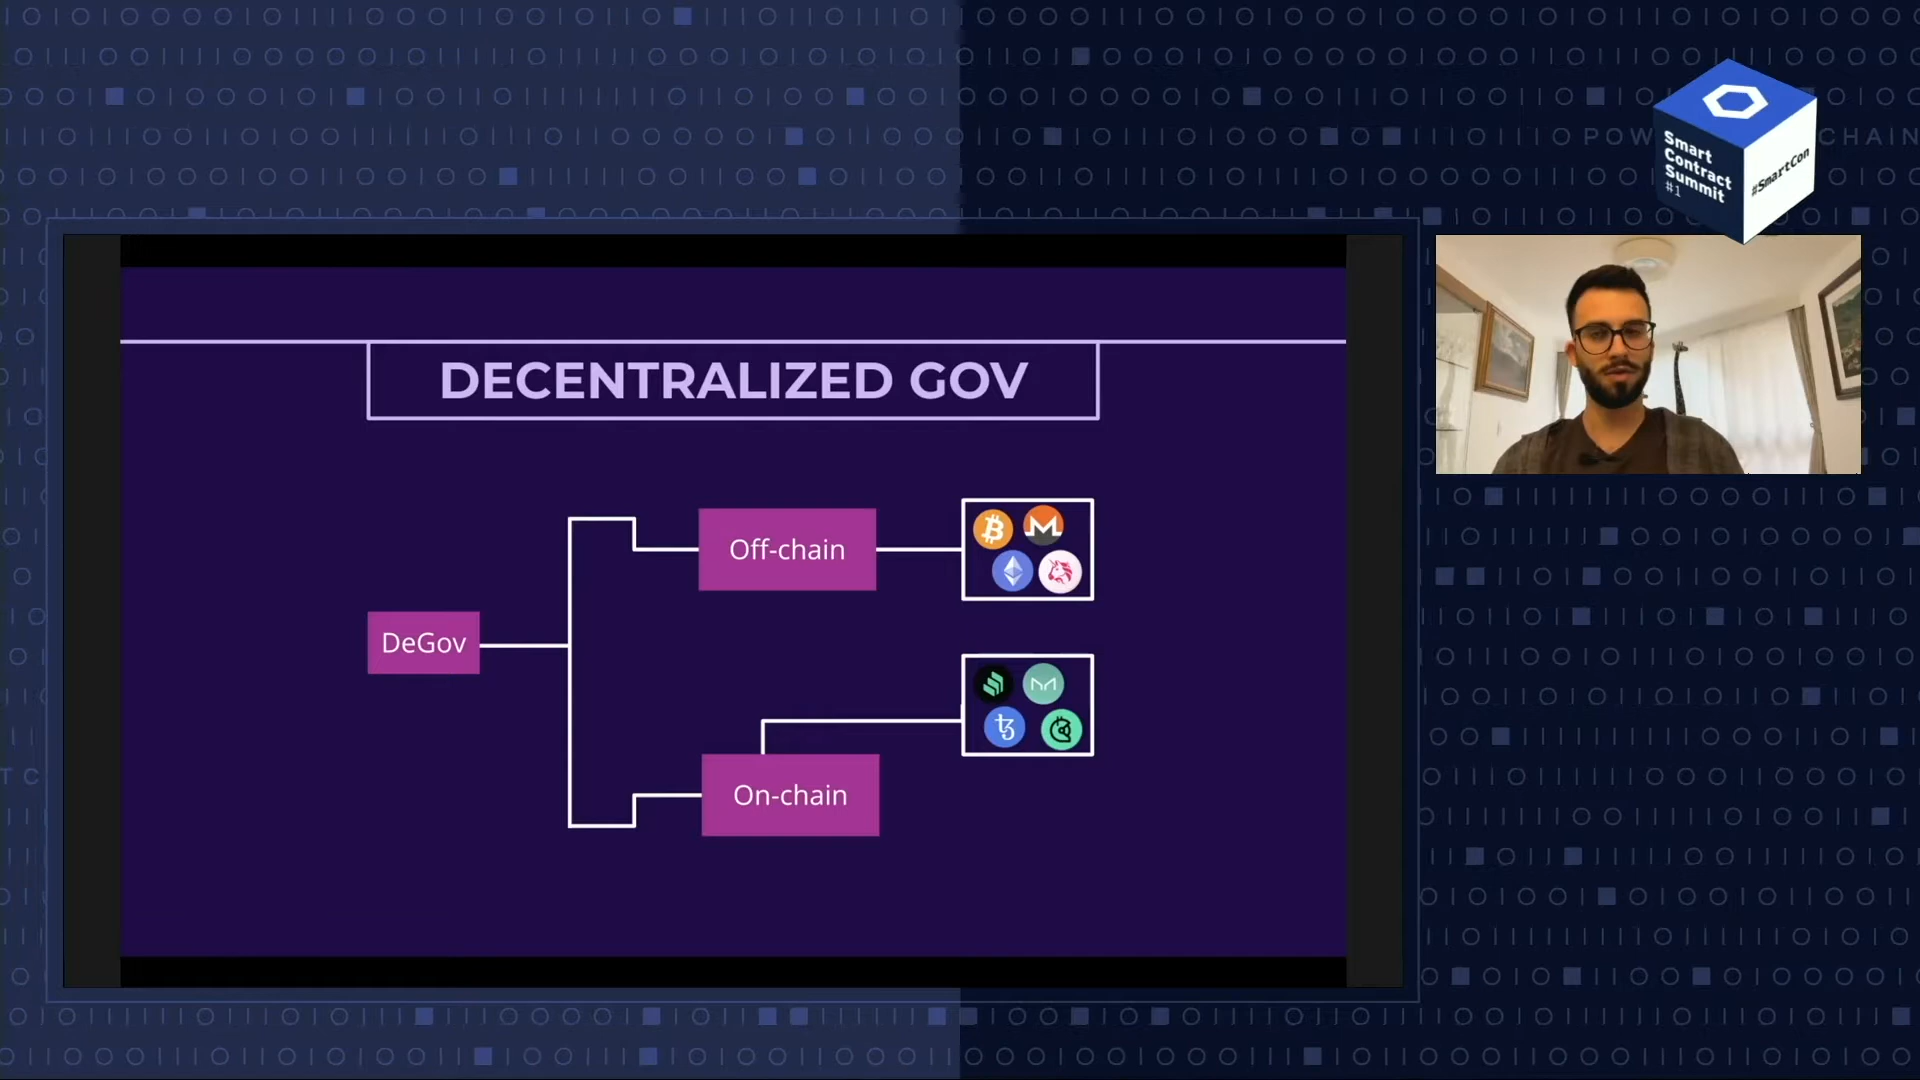 POW
CHAIN
Smart
Contract
Summit
#1
#SmartCon
DECENTRALIZED GOV
Off-chain
DeGov
On-chain